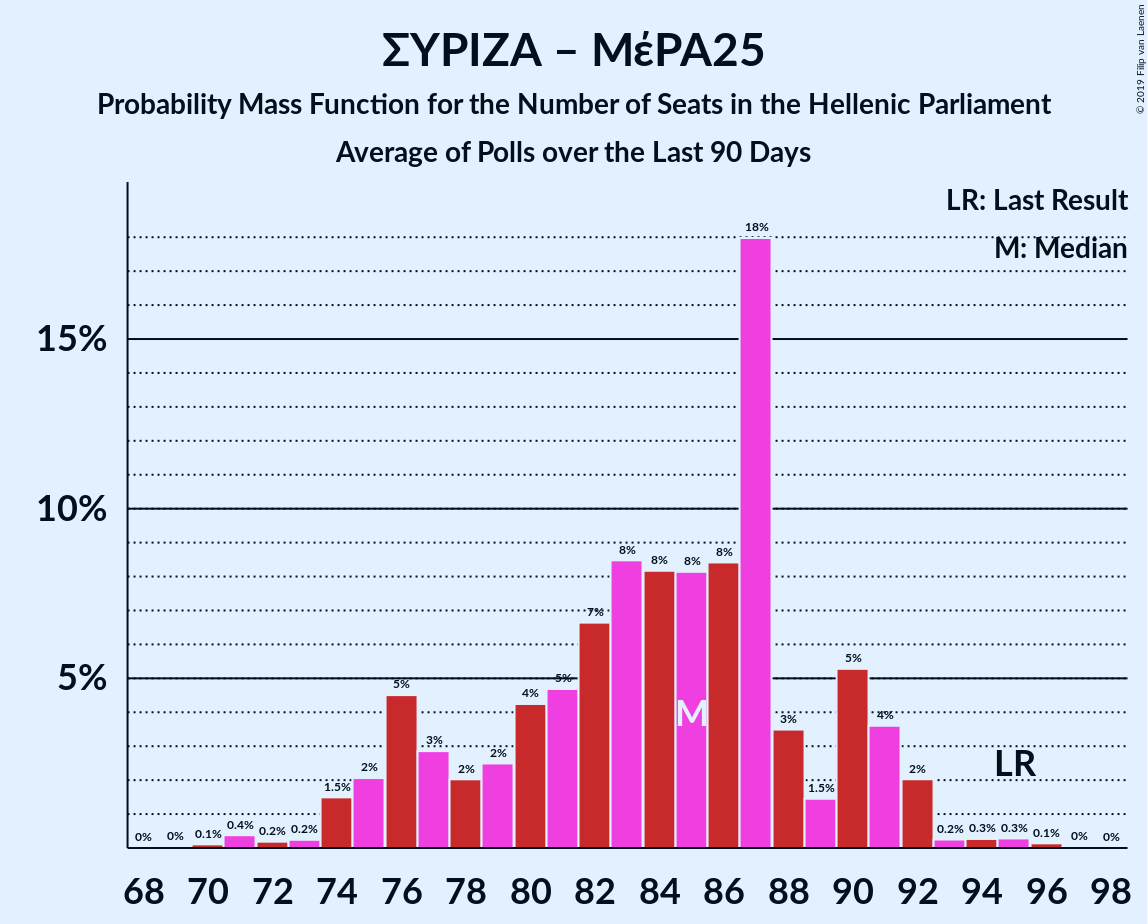 ΣΥΡΙΖΑ – ΜέΡΑ25
Probability Mass Function for the Number of Seats in the Hellenic Parliament
Average of Polls over the Last 90 Days
© 2019 Filip van Laenen
LR: Last Result
M: Median
15%
10%
5%
0% 0% 0.1% 0.4% 0.2% 0.2% 1.5% 2% 5% 3% 2% 2% 4% 5% 7% 8% 8% 8% 8% 18% 3% 1.5% 5% 4% 2% 0.2% 0.3% 0.3% 0.1% 0% 0%
M
LR
68 70 72 74 76 78 80 82 84 86 88 90 92 94 96 98